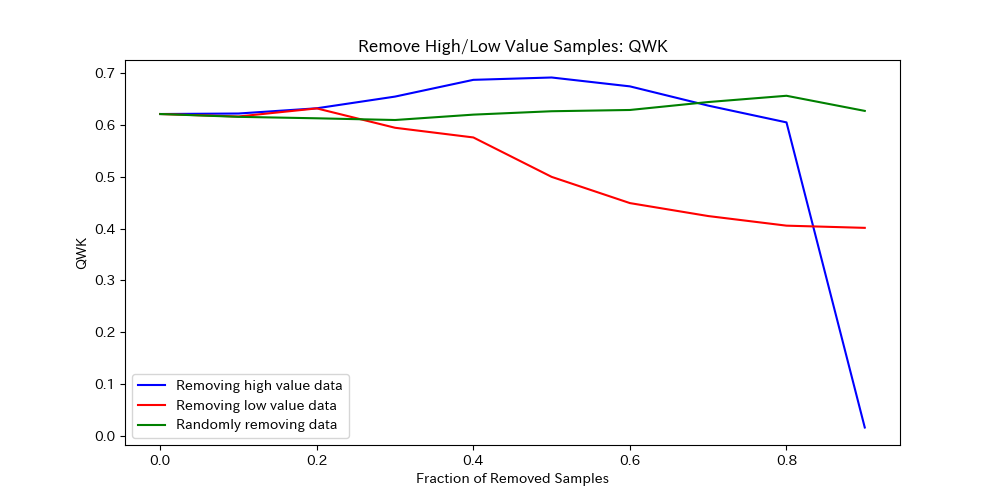 Remove High/Low Value Samples: QWK
QWK
0.7
0.6
0.5
0.4
0.3
0.2
0.1
0.0
Removing high value data
Removing low value data
Randomly removing data
0.0 0.2 0.4 0.6 0.8
Fraction of Removed Samples